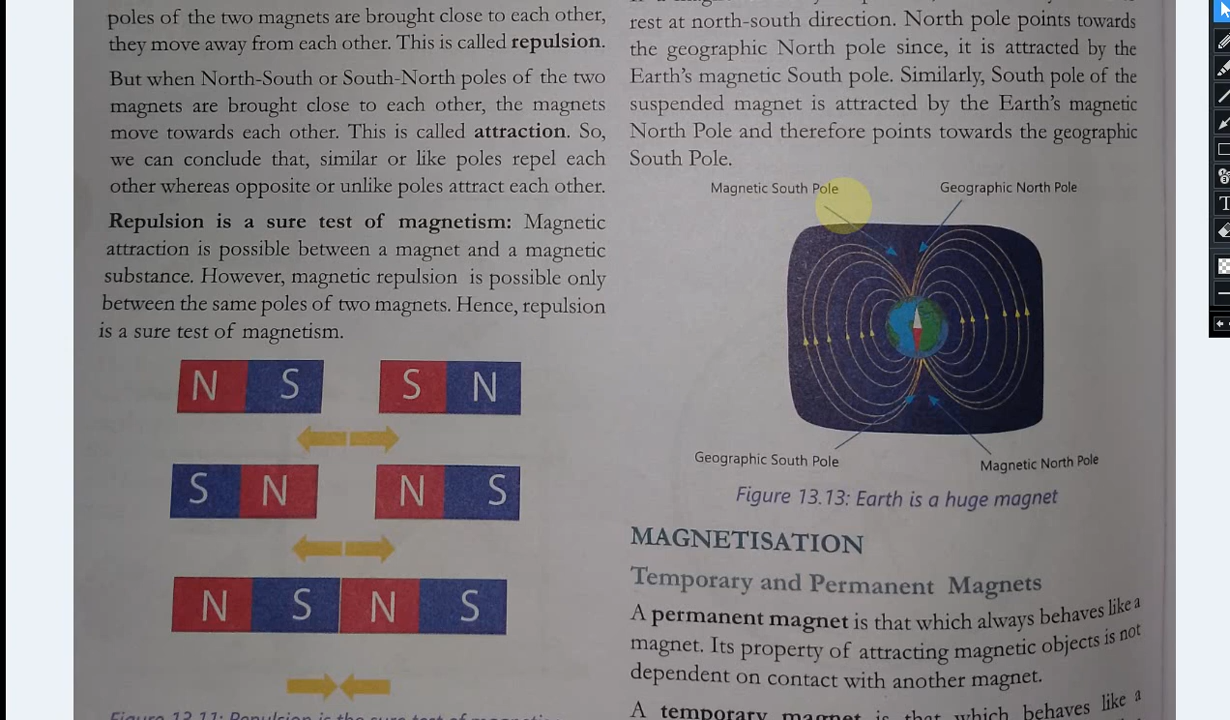 poles of the two magnets are brought close to each other,
they move away from each other. This is called repulsion.
But when North-South or South-North poles of the two
magnets are brought close to each other, the magnets
move towards each other. This is called attraction. So,
we can conclude that, similar or like poles repel each
other whereas opposite or unlike poles attract each other.
Repulsion is a sure test of magnetism: Magnetic
attraction is possible between a magnet and a magnetic
substance. However, magnetic repulsion is possible only
between the same poles of two magnets. Hence, repulsion
is a sure test of magnetism.
N S S N
S N N S
N S N S
rest at north-south direction. North pole points towards
the geographic North pole since, it is attracted by the
Earth's magnetic South pole. Similarly, South pole of the
suspended magnet is attracted by the Earth's magnetic
North Pole and therefore points towards the geographic
South Pole.
Magnetic South Pole
Geographic North Pole
Geographic South Pole
Magnetic North Pole
Figure 13.13: Earth is a huge magnet
MAGNETISATION
Temporary and Permanent Magnets
A permanent magnet is that which always behaves like a
magnet. Its property of attracting magnetic objects is not
dependent on contact with another magnet.
A temporary magnet is that which behaves like a